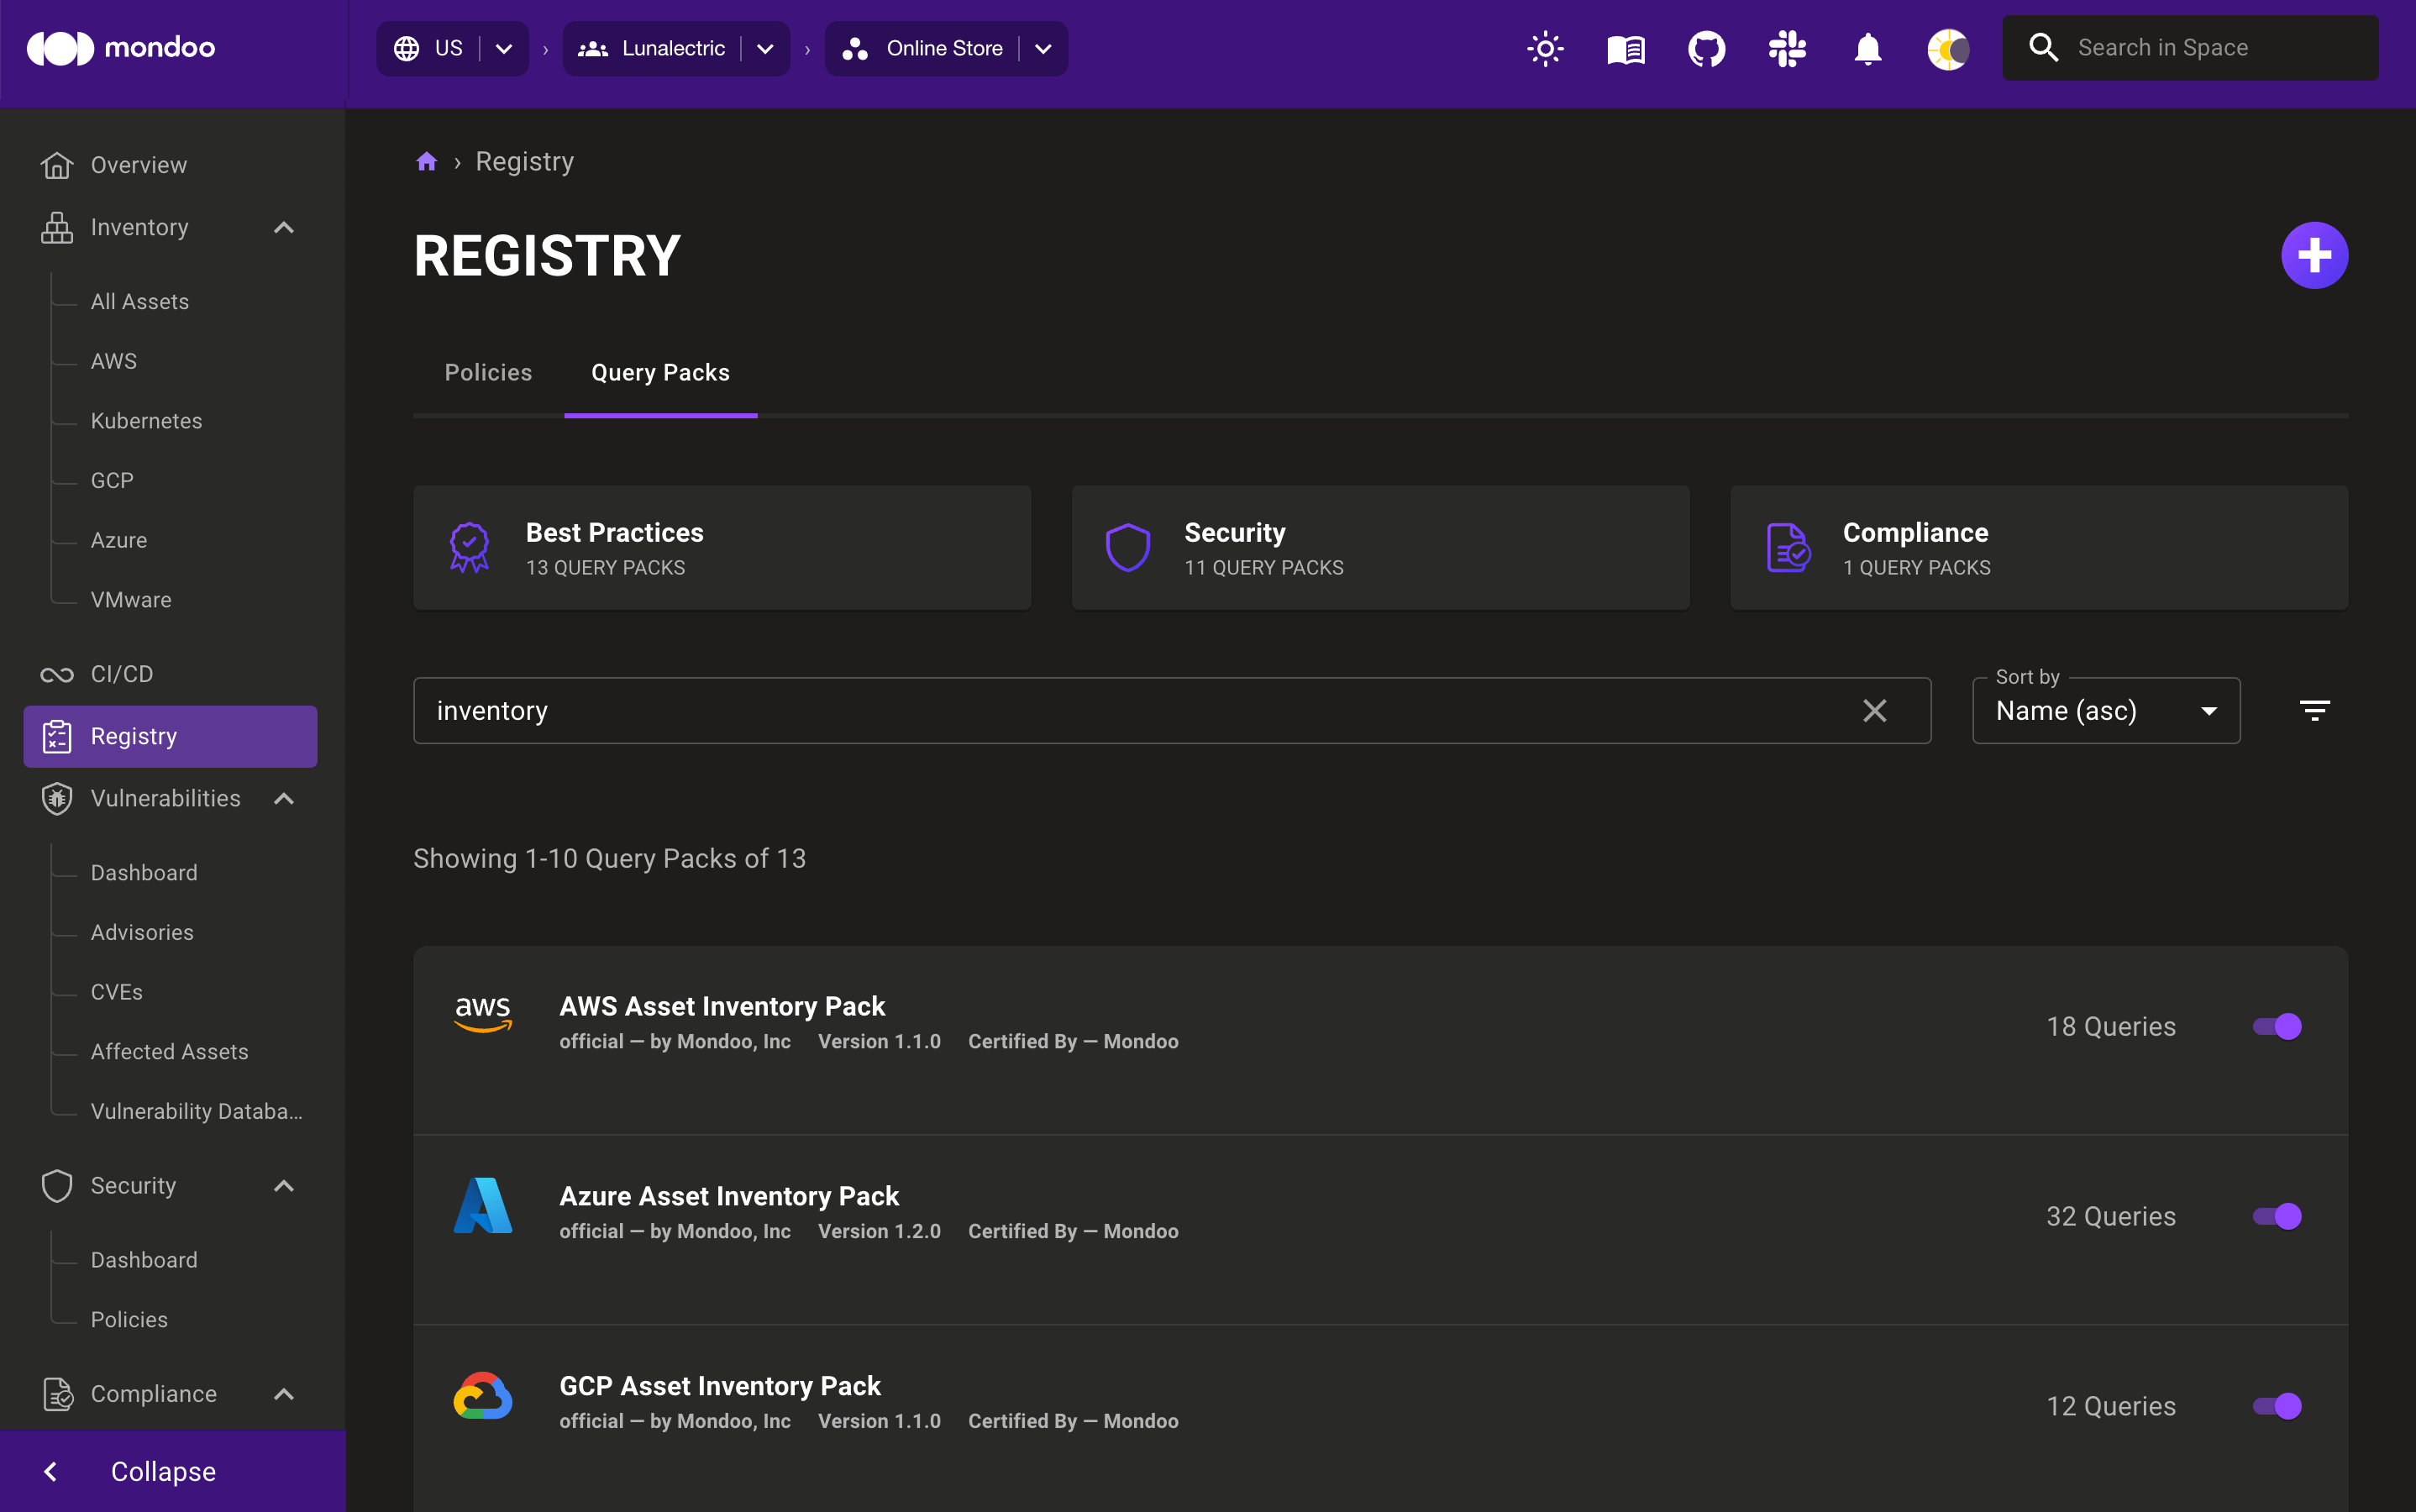 mondoo
US
Lunalectric
Online Store
Search in Space
Overview
Inventory
All Assets
AWS
Kubernetes
GCP
Azure
VMware
CI/CD
Registry
Vulnerabilities
Dashboard
Advisories
CVEs
Affected Assets
Vulnerability Databa...
Security
Dashboard
Policies
Compliance
Collapse
› Registry
REGISTRY
Policies
Query Packs
Best Practices
13 QUERY PACKS
Security
11 QUERY PACKS
Compliance
1 QUERY PACKS
inventory
Sort by
Name (asc)
Showing 1-10 Query Packs of 13
aws
AWS Asset Inventory Pack
official — by Mondoo, Inc Version 1.1.0 Certified By — Mondoo
18 Queries
Azure Asset Inventory Pack
official — by Mondoo, Inc Version 1.2.0 Certified By — Mondoo
32 Queries
GCP Asset Inventory Pack
official — by Mondoo, Inc Version 1.1.0 Certified By — Mondoo
12 Queries